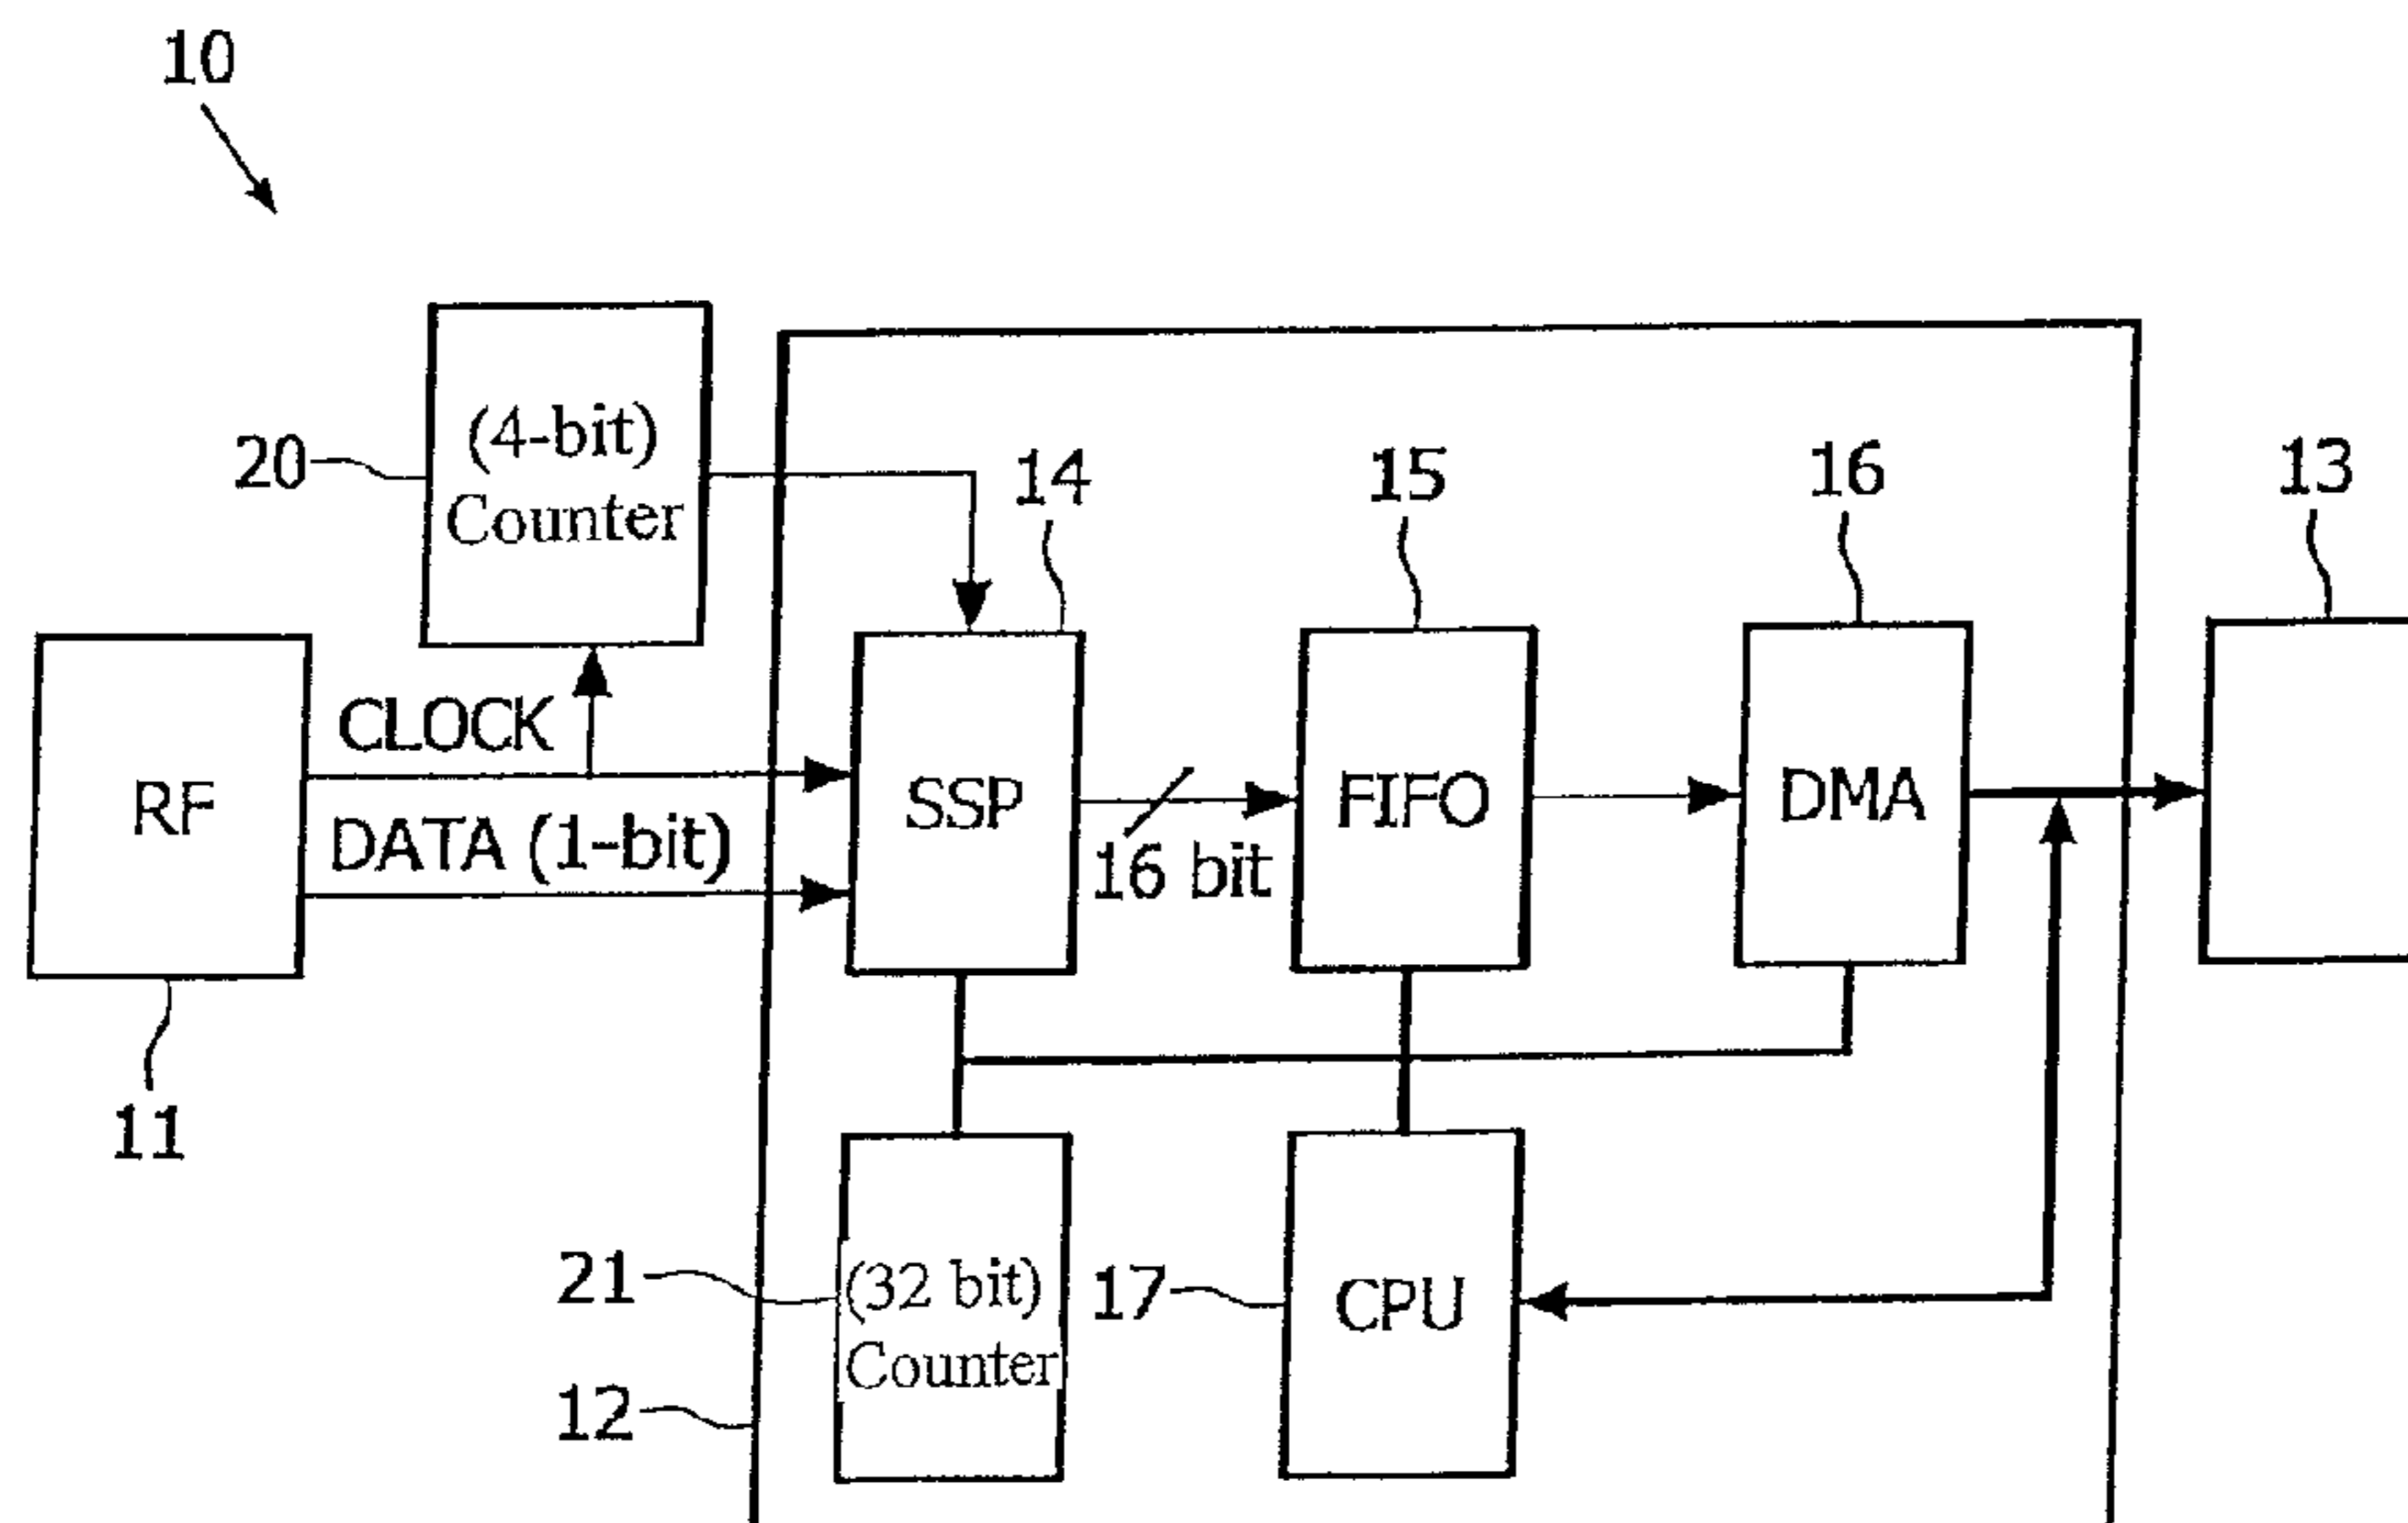 10
(4-bit)
Counter
20
14
15
16
13
CLOCK
RF
DATA (1-bit)
SSP
16 bit
FIFO
DMA
11
21
(32 bit)
Counter
17
CPU
12